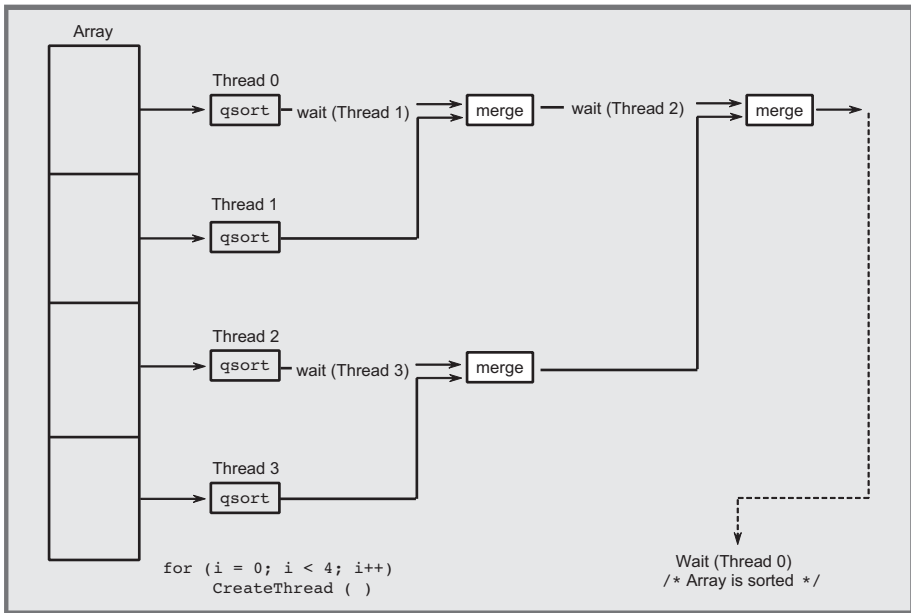 Array
Thread 0
qsort
wait (Thread 1)
merge
wait (Thread 2)
merge
Thread 1
qsort
Thread 2
qsort
wait (Thread 3)
merge
Thread 3
qsort
for (i = 0; i < 4; i++)
CreateThread ( )
Wait (Thread 0)
/* Array is sorted */